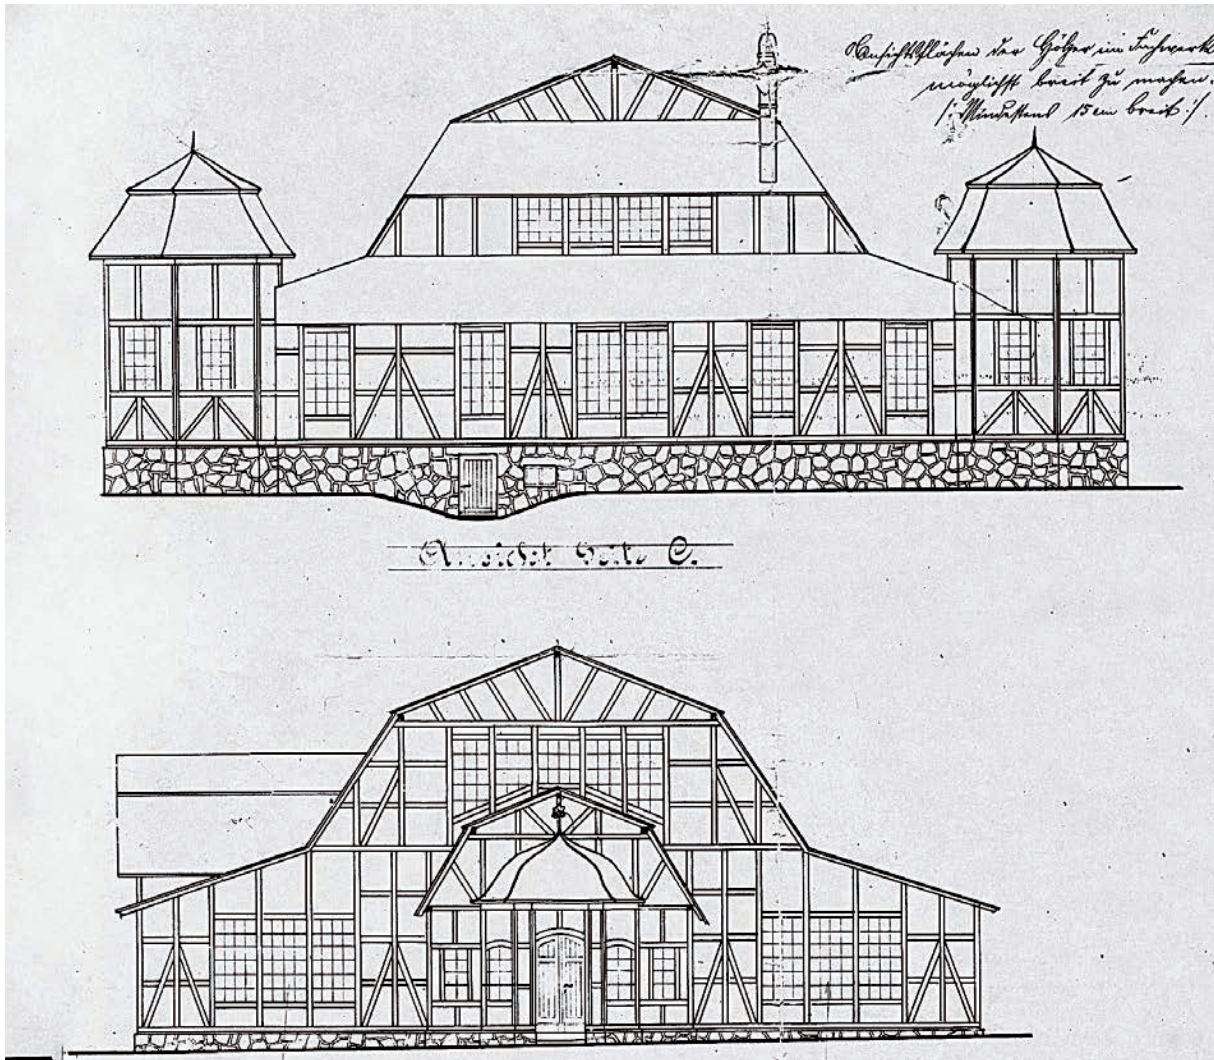 Ansichtsflächen der Hölzer im Fachwerk
möglichst breit zu machen.
/: Mindestens 15 cm breit :/.
Ansicht Seite C.